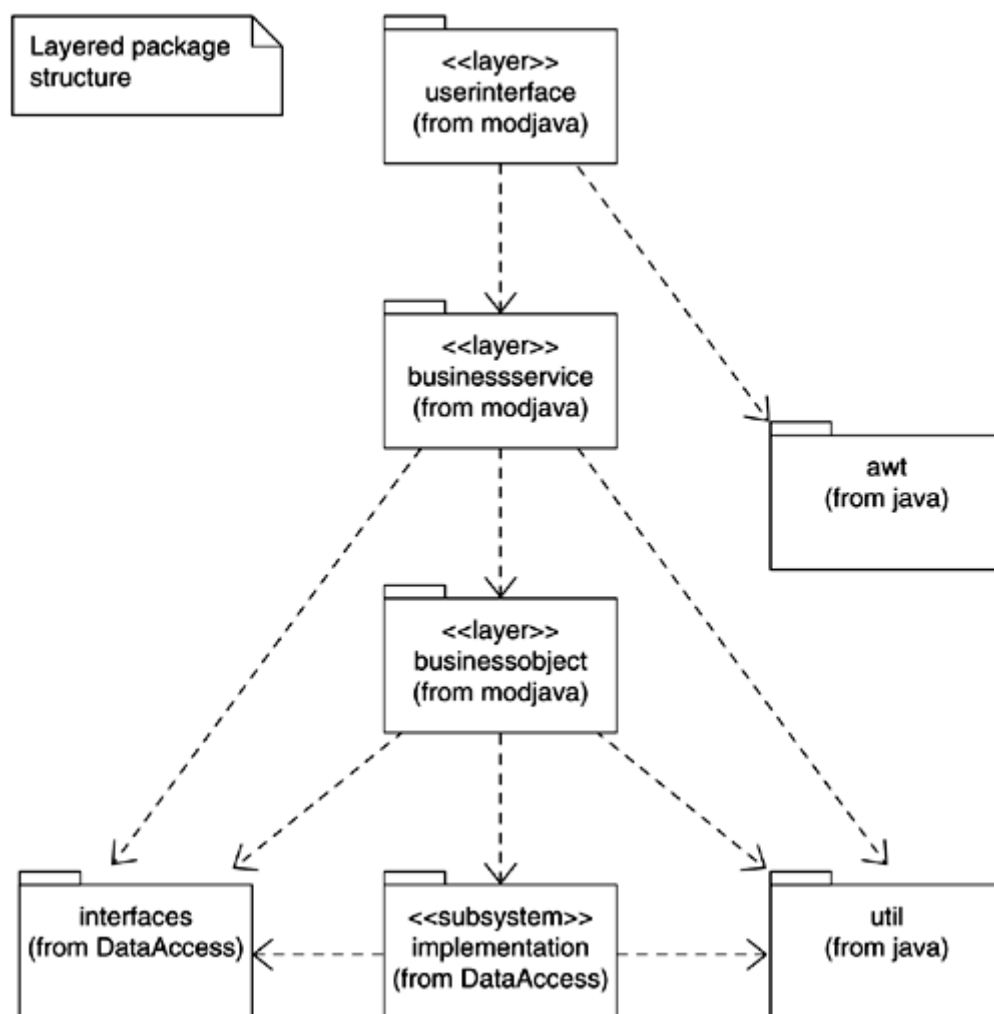 Layered package
structure
<<layer>>
userinterface
(from modjava)
<<layer>>
businessservice
(from modjava)
awt
(from java)
<<layer>>
businessobject
(from modjava)
interfaces
(from DataAccess)
<<subsystem>>
implementation
(from DataAccess)
util
(from java)